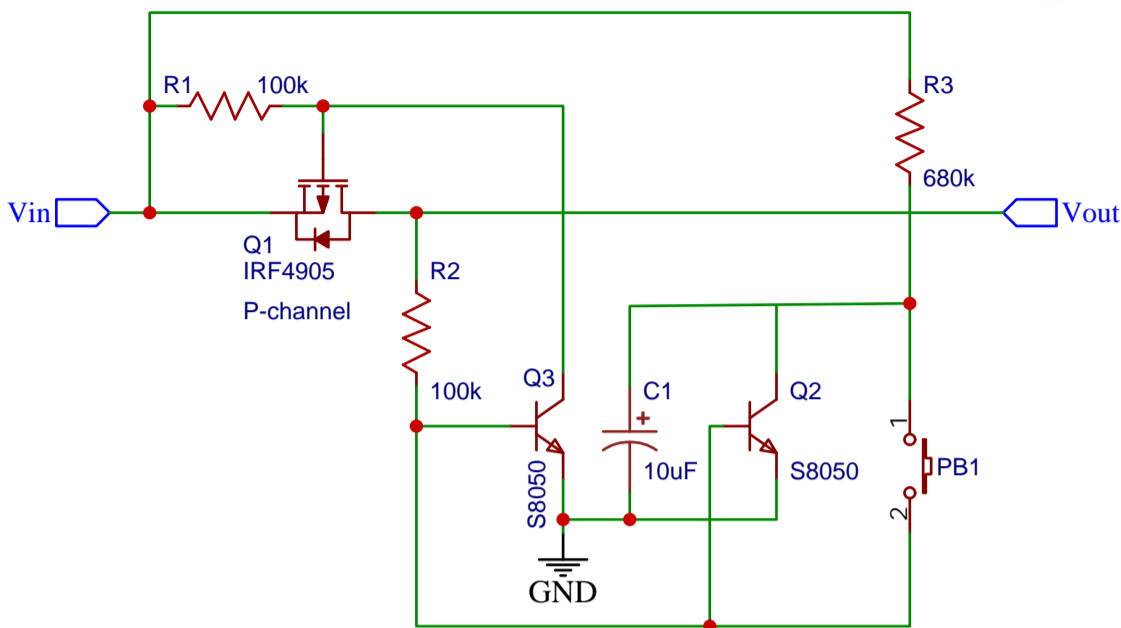 R1
100k
R3
680k
Vin
Vout
Q1
IRF4905
P-channel
R2
100k
Q3
S8050
C1
+
10uF
Q2
S8050
1
PB1
2
GND